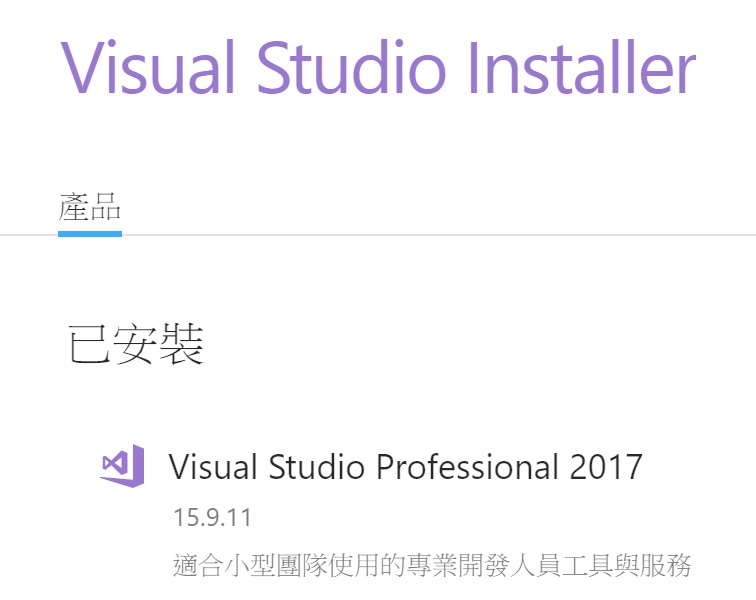 Visual Studio Installer
產品
已安裝
Visual Studio Professional 2017
15.9.11
適合小型團隊使用的專業開發人員工具與服務